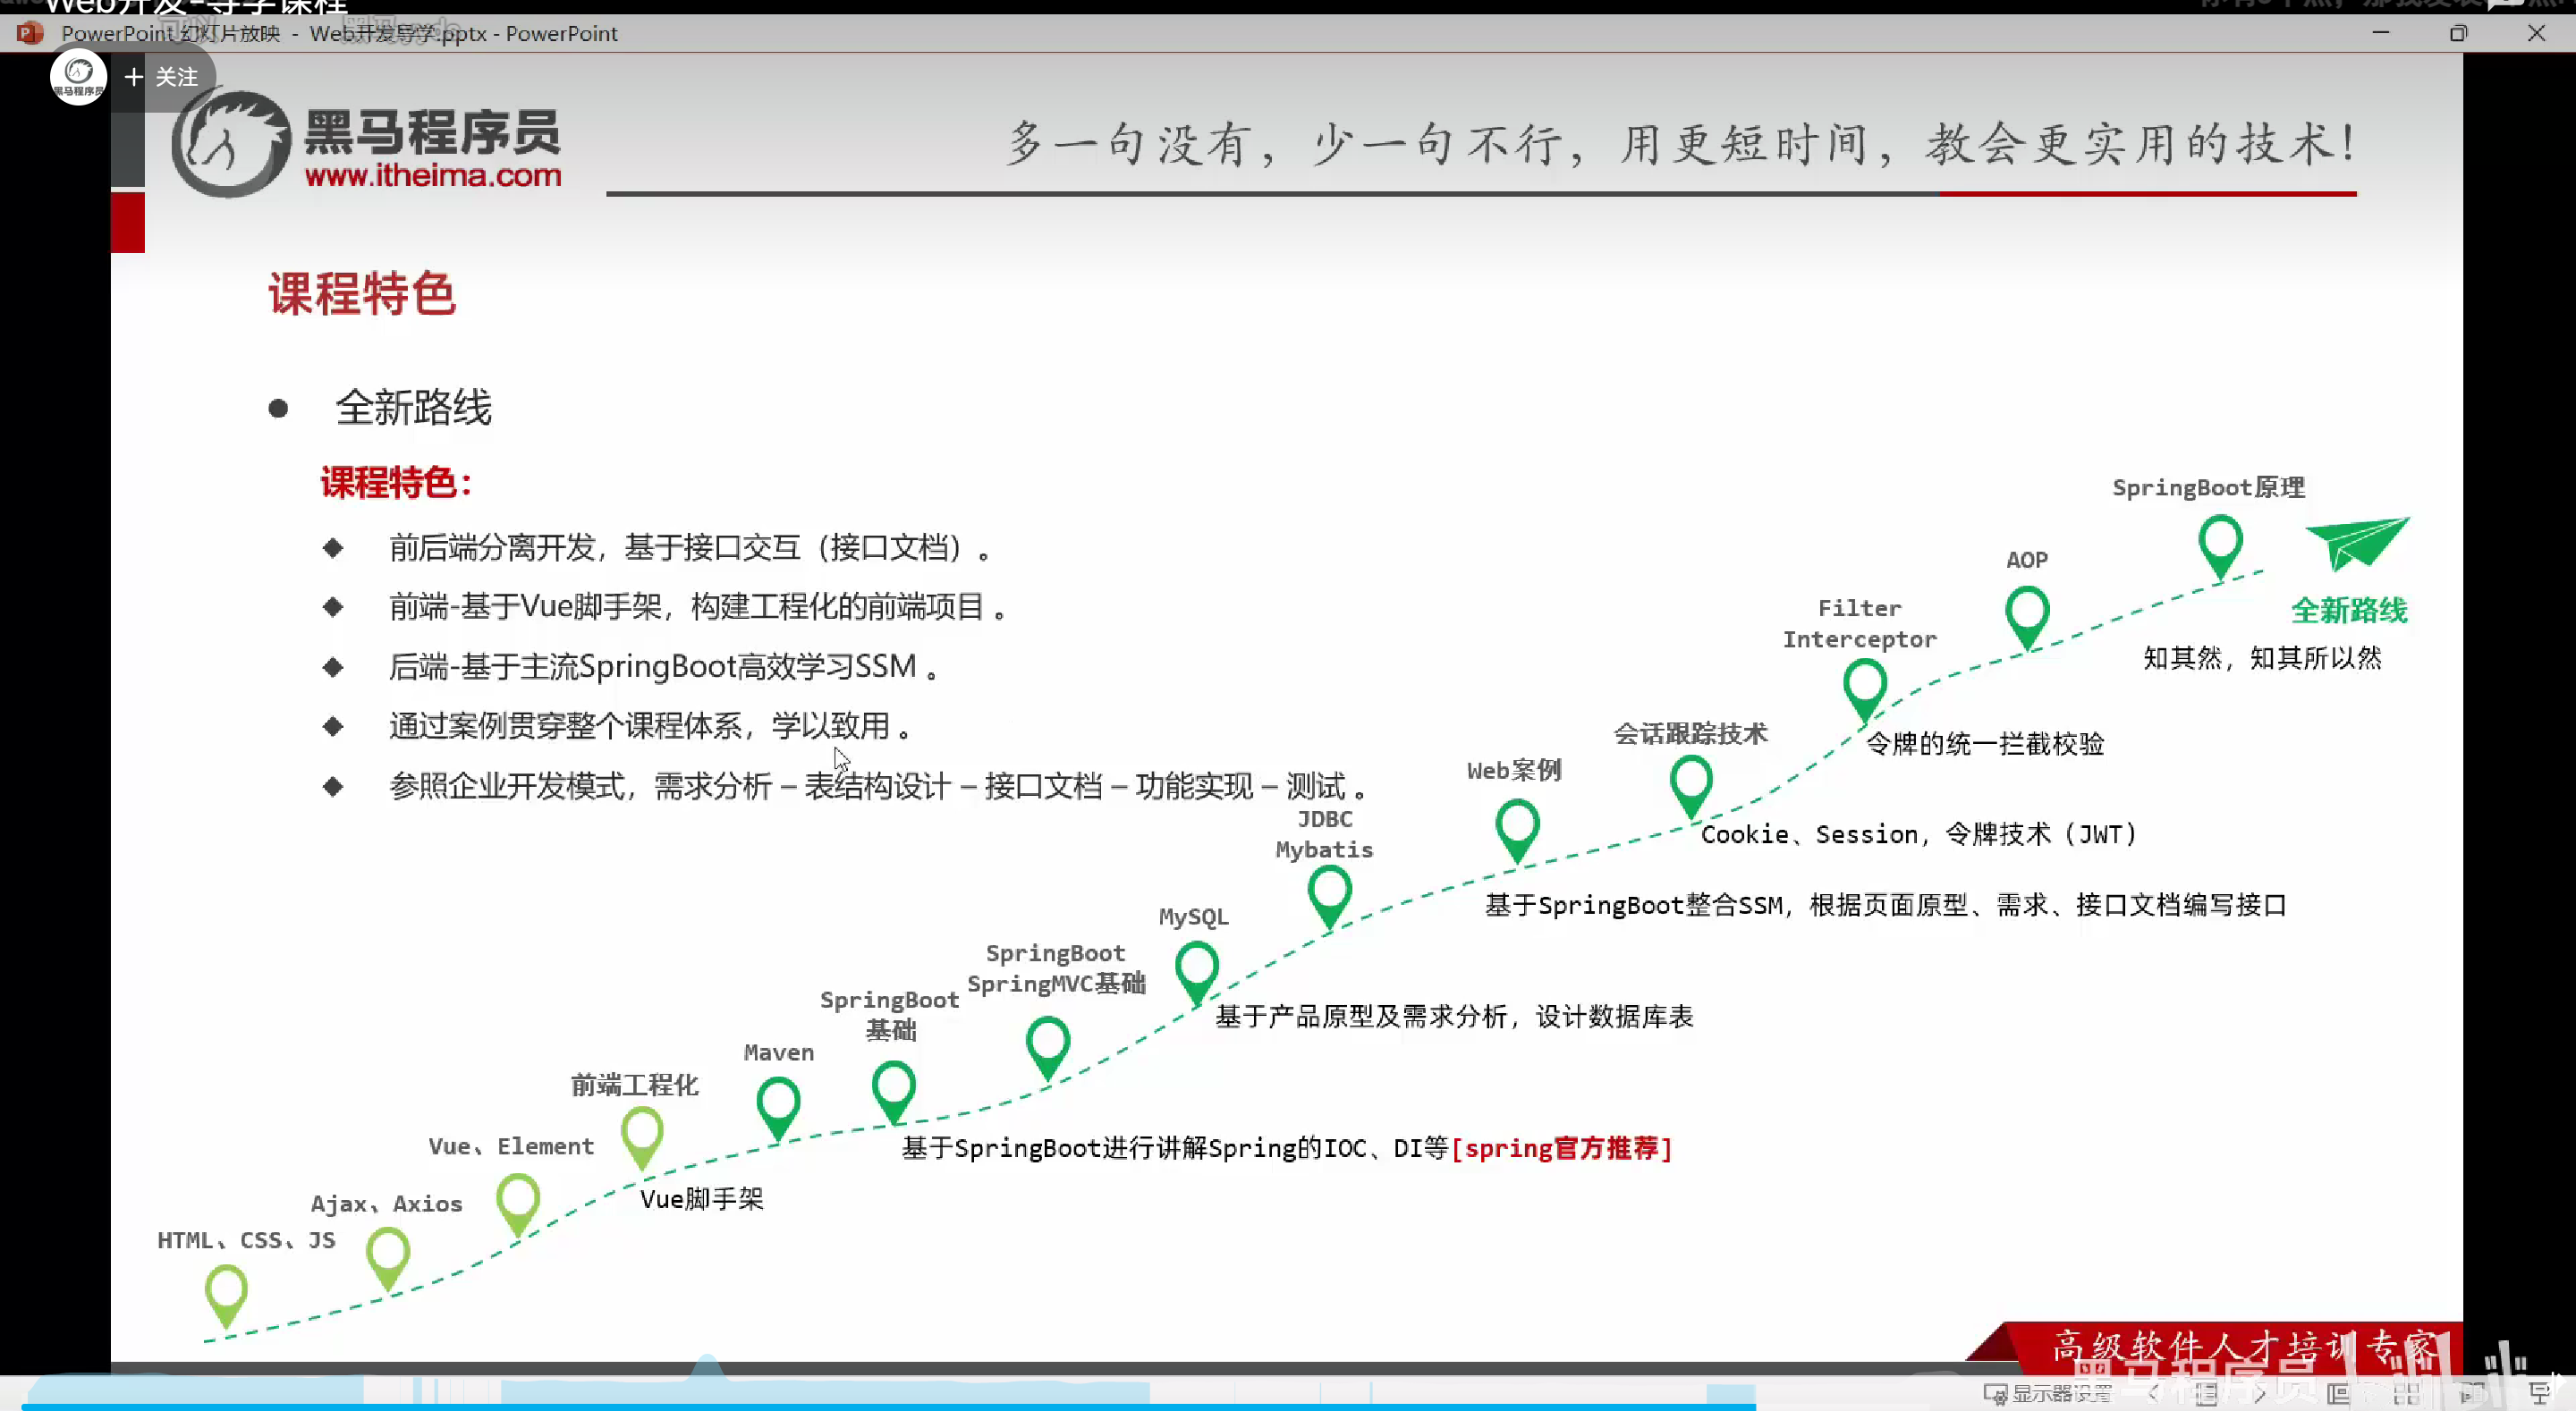 Web开发-导学课程
PowerPoint 幻灯片放映 - Web开发导学.pptx - PowerPoint
+ 关注
黑马程序员
黑马程序员
www.itheima.com
多一句没有，少一句不行，用更短时间，教会更实用的技术！
课程特色
● 全新路线
课程特色：
◆ 前后端分离开发，基于接口交互（接口文档）。
◆ 前端-基于Vue脚手架，构建工程化的前端项目 。
◆ 后端-基于主流SpringBoot高效学习SSM 。
◆ 通过案例贯穿整个课程体系，学以致用 。
◆ 参照企业开发模式，需求分析 – 表结构设计 – 接口文档 – 功能实现 – 测试 。
HTML、CSS、JS
Ajax、Axios
Vue、Element
前端工程化
Vue脚手架
Maven
SpringBoot
基础
基于SpringBoot进行讲解Spring的IOC、DI等[spring官方推荐]
SpringBoot
SpringMVC基础
MySQL
基于产品原型及需求分析，设计数据库表
JDBC
Mybatis
Web案例
基于SpringBoot整合SSM，根据页面原型、需求、接口文档编写接口
会话跟踪技术
Cookie、Session，令牌技术（JWT）
Filter
Interceptor
令牌的统一拦截校验
AOP
SpringBoot原理
知其然，知其所以然
全新路线
高级软件人才培训专家
黑马程序员
显示器设置